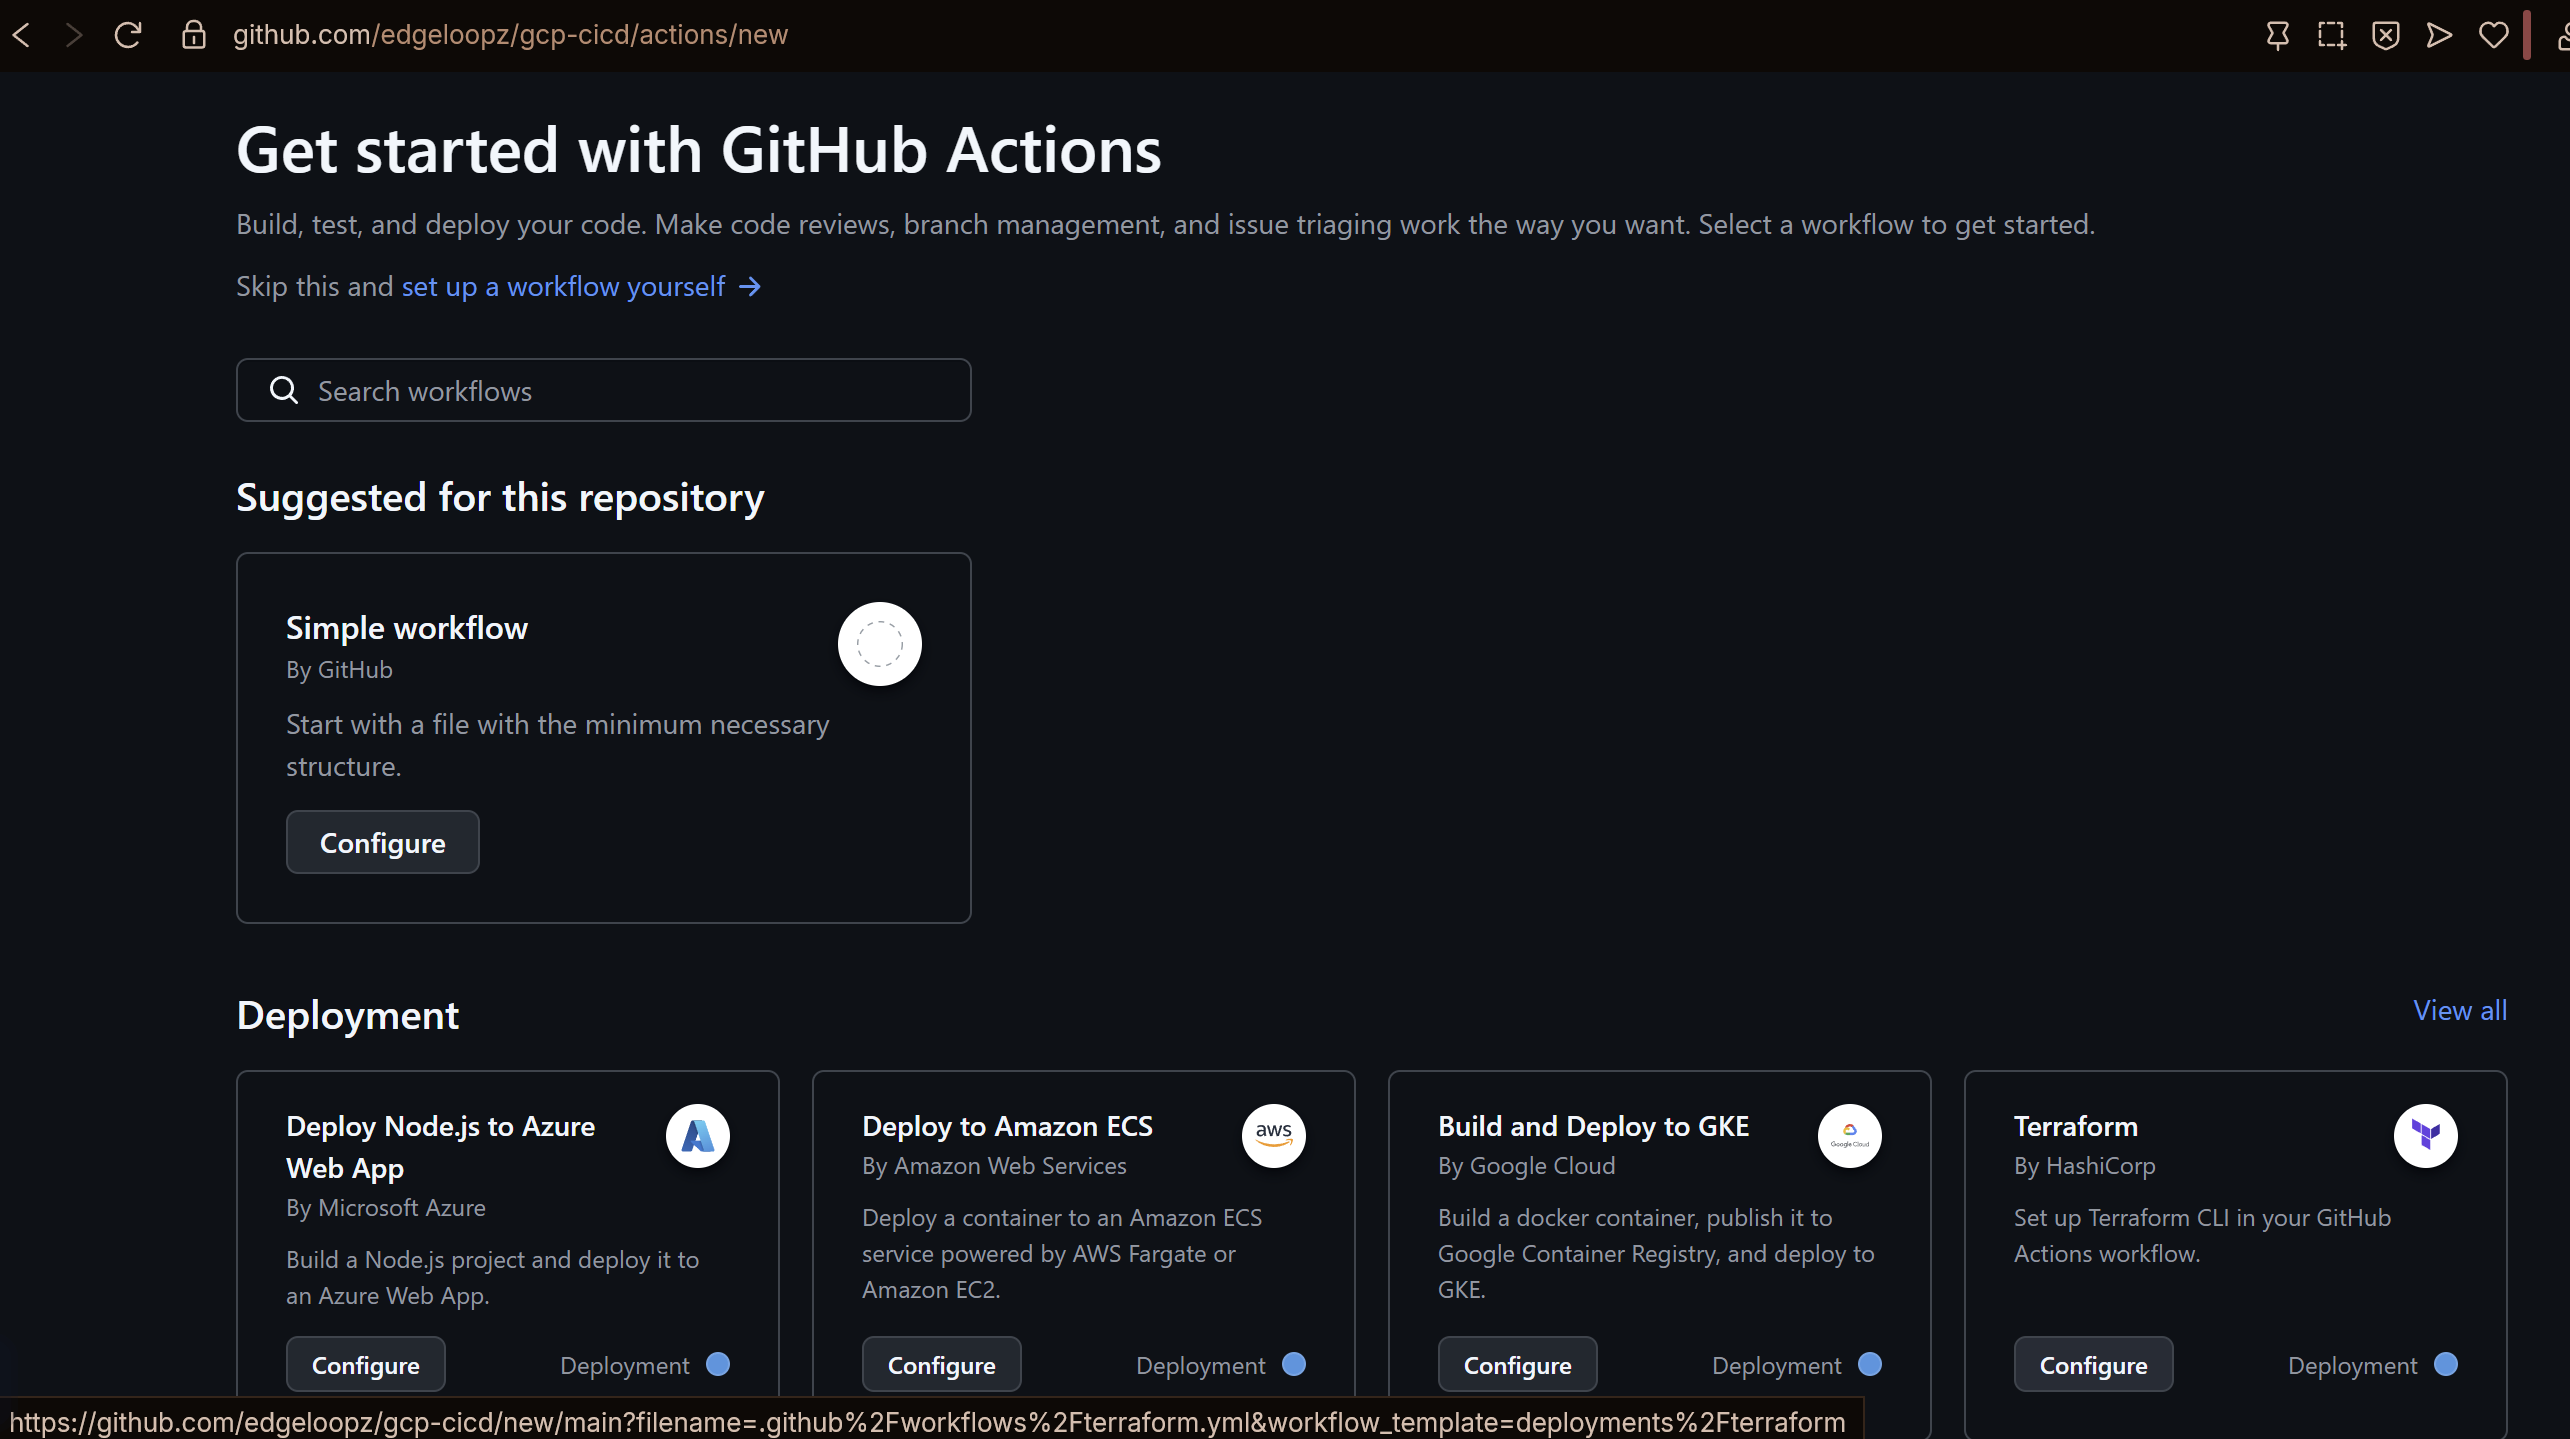 github.com/edgeloopz/gcp-cicd/actions/new
Get started with GitHub Actions
Build, test, and deploy your code. Make code reviews, branch management, and issue triaging work the way you want. Select a workflow to get started.
Skip this and set up a workflow yourself →
Search workflows
Suggested for this repository
Simple workflow
By GitHub
Start with a file with the minimum necessary
structure.
Configure
Deployment
View all
Deploy Node.js to Azure
Web App
By Microsoft Azure
Build a Node.js project and deploy it to
an Azure Web App.
Configure
Deployment
Deploy to Amazon ECS
aws
By Amazon Web Services
Deploy a container to an Amazon ECS
service powered by AWS Fargate or
Amazon EC2.
Configure
Deployment
Build and Deploy to GKE
Google Cloud
By Google Cloud
Build a docker container, publish it to
Google Container Registry, and deploy to
GKE.
Configure
Deployment
Terraform
By HashiCorp
Set up Terraform CLI in your GitHub
Actions workflow.
Configure
Deployment
https://github.com/edgeloopz/gcp-cicd/new/main?filename=.github%2Fworkflows%2Fterraform.yml&workflow_template=deployments%2Fterraform